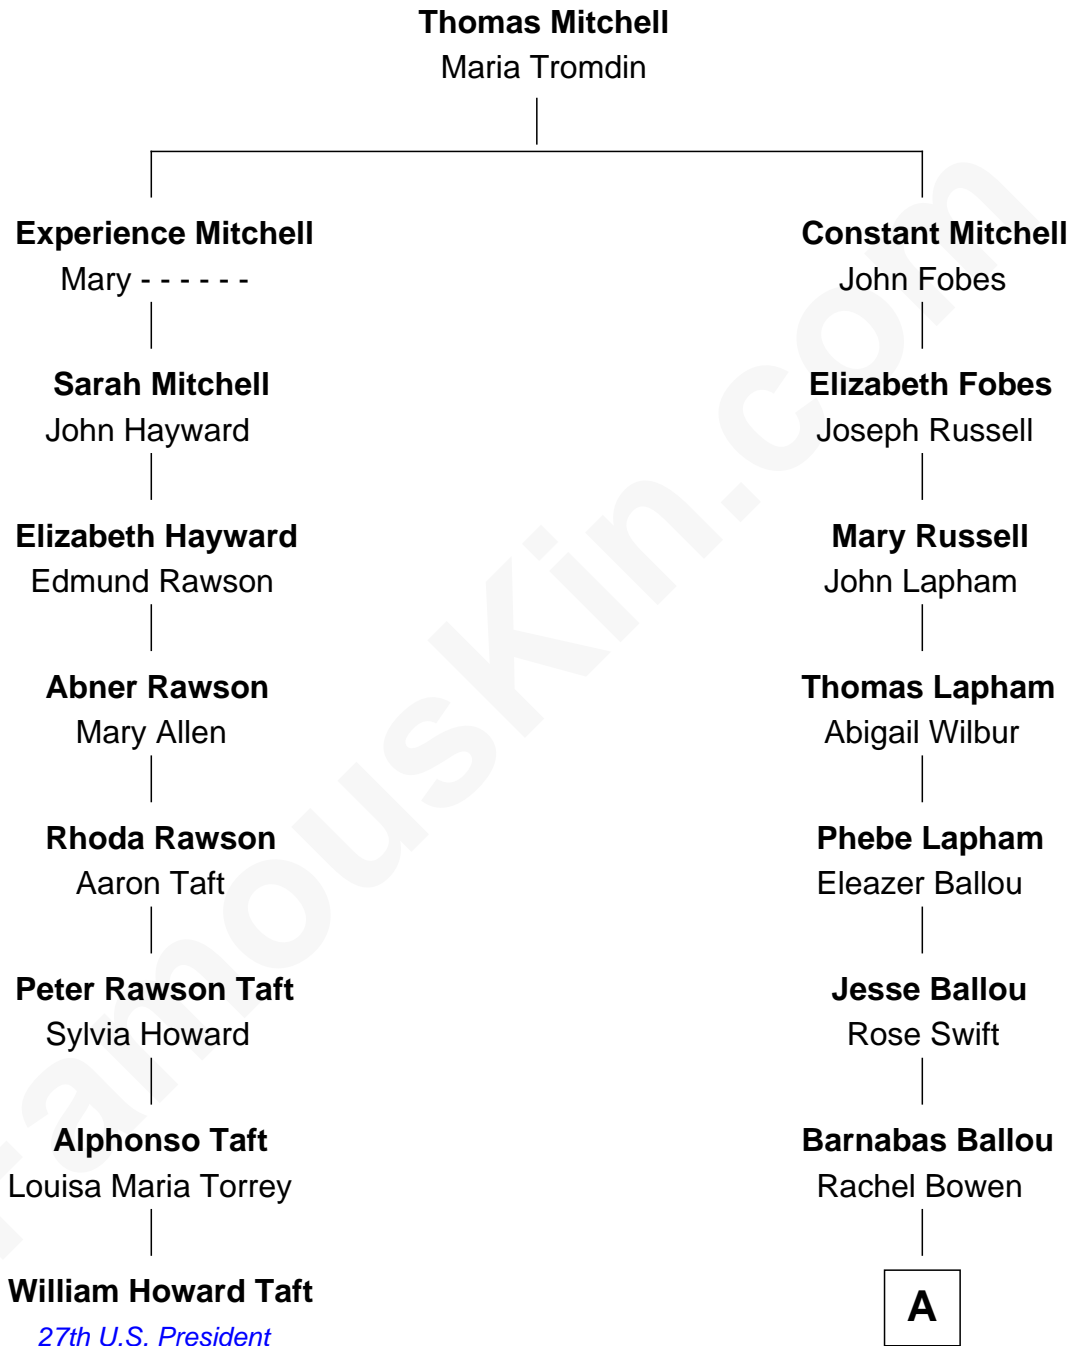 Thomas Mitchell
Maria Tromdin
Experience Mitchell
Mary - - - - - -
Constant Mitchell
John Fobes
Sarah Mitchell
John Hayward
Elizabeth Fobes
Joseph Russell
Elizabeth Hayward
Edmund Rawson
Mary Russell
John Lapham
Abner Rawson
Mary Allen
Thomas Lapham
Abigail Wilbur
Rhoda Rawson
Aaron Taft
Phebe Lapham
Eleazer Ballou
Peter Rawson Taft
Sylvia Howard
Jesse Ballou
Rose Swift
Alphonso Taft
Louisa Maria Torrey
Barnabas Ballou
Rachel Bowen
William Howard Taft
27th U.S. President
A
FamousKin.com